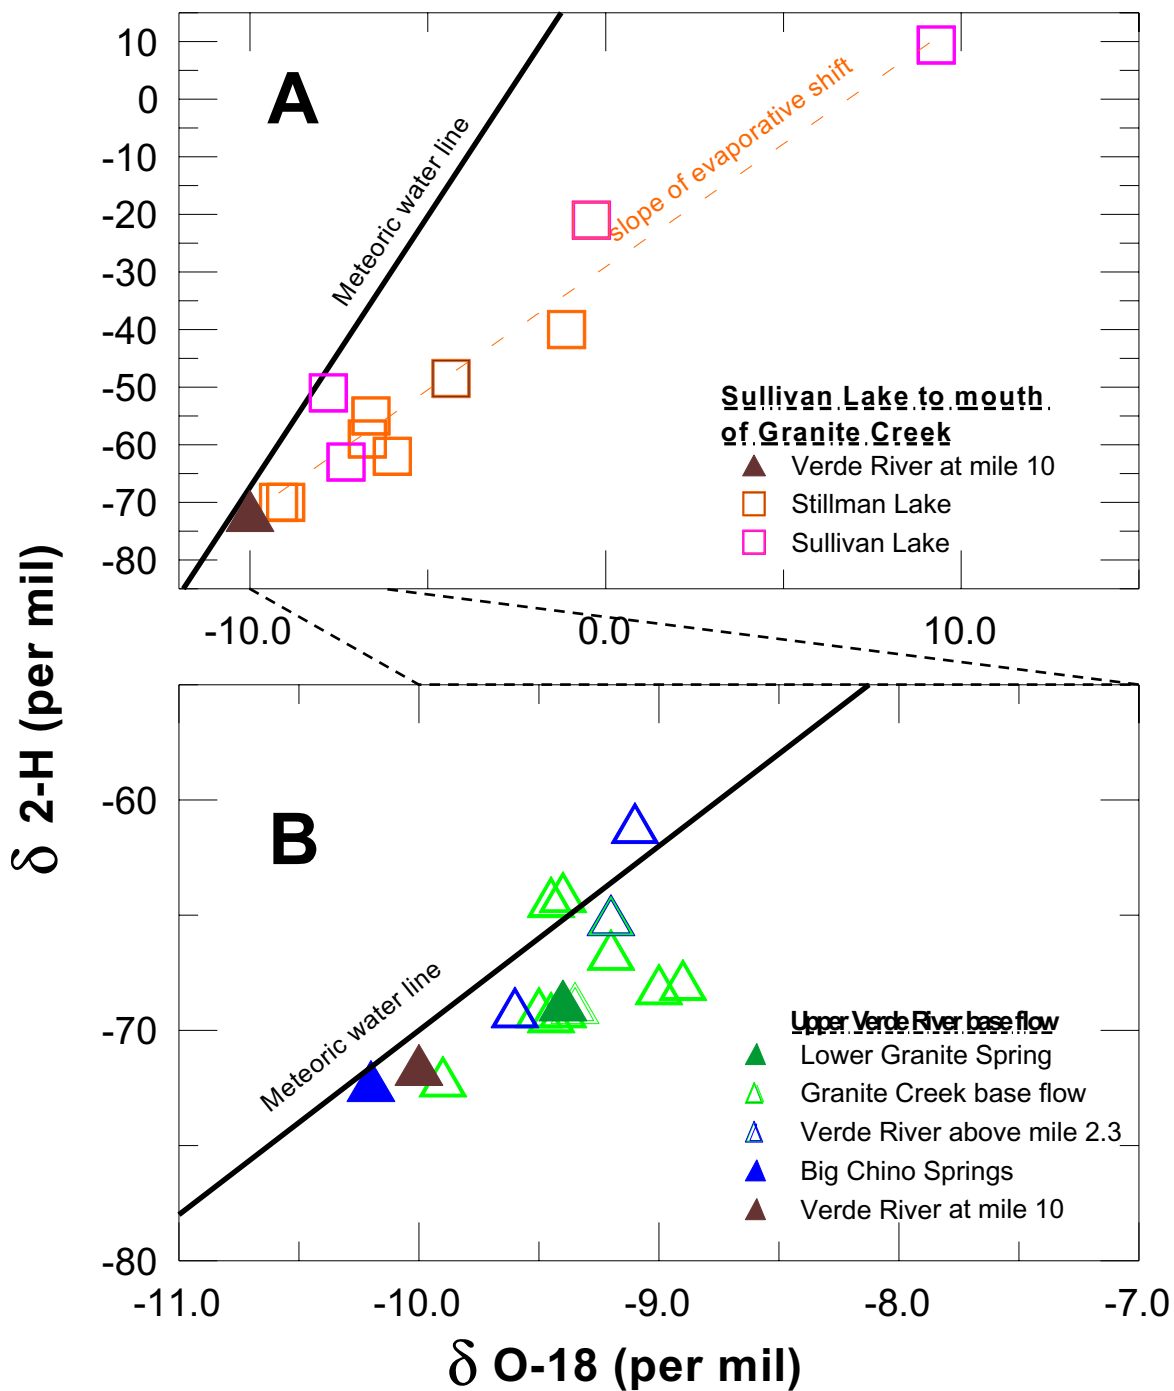 10
0
-10
-20
-30
-40
-50
-60
-70
-80
A
Meteoric water line
slope of evaporative shift
Sullivan Lake to mouth
of Granite Creek
Verde River at mile 10
Stillman Lake
Sullivan Lake
-10.0
0.0
10.0
δ 2-H (per mil)
-60
-70
-80
B
Meteoric water line
Upper Verde River base flow
Lower Granite Spring
Granite Creek base flow
Verde River above mile 2.3
Big Chino Springs
Verde River at mile 10
-11.0
-10.0
-9.0
-8.0
-7.0
δ O-18 (per mil)